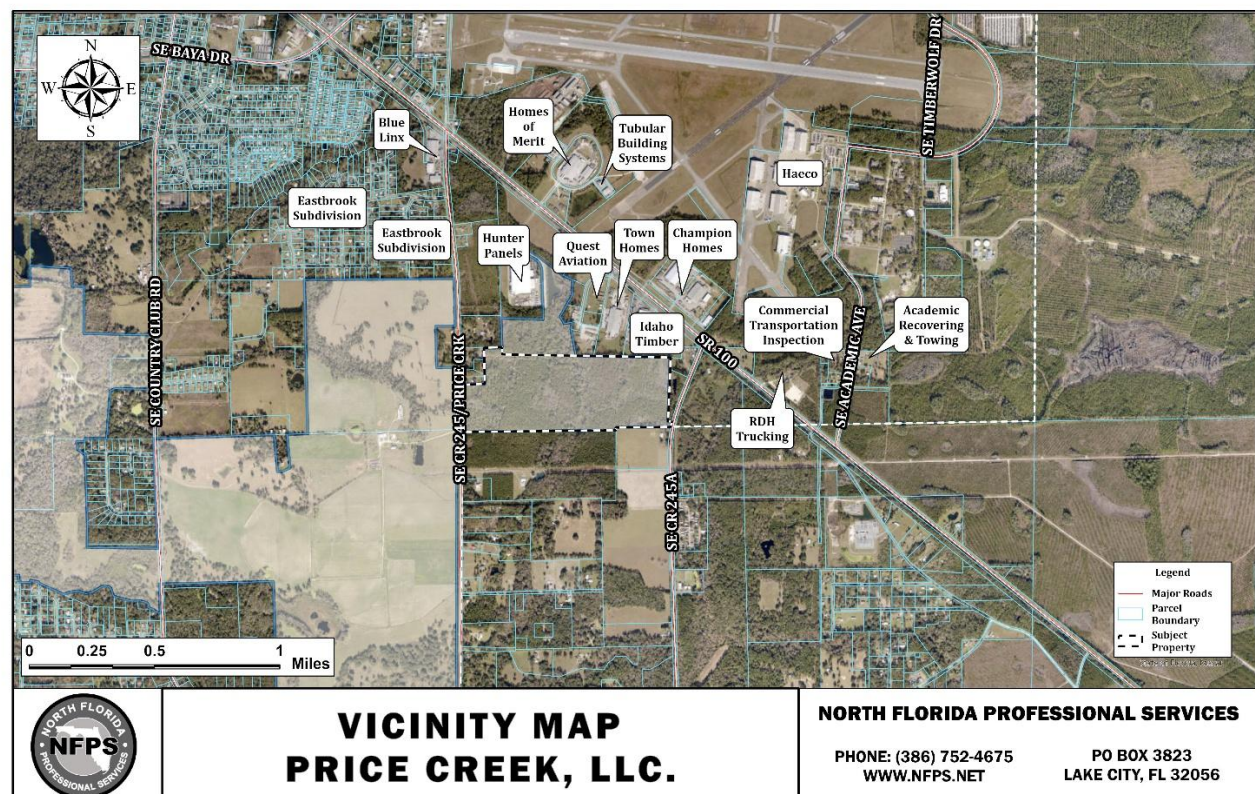 N
W E
S
SE BAYA DR
SE TIMBERWOLF DR
Blue
Linx
Homes
of
Merit
Tubular
Building
Systems
Haeco
Eastbrook
Subdivision
Eastbrook
Subdivision
Hunter
Panels
Quest
Aviation
Town
Homes
Champion
Homes
Idaho
Timber
SR 100
Commercial
Transportation
Inspection
Academic
Recovering
& Towing
RDH
Trucking
SE ACADEMIC AVE
SE COUNTRY CLUB RD
SE CR 245/PRICE CRK
SE CR 245A
0 0.25 0.5 1
Miles
Legend
Major Roads
Parcel
Boundary
Subject
Property
NORTH FLORIDA
NFPS
PROFESSIONAL SERVICES
VICINITY MAP
PRICE CREEK, LLC.
NORTH FLORIDA PROFESSIONAL SERVICES
PHONE: (386) 752-4675
WWW.NFPS.NET
PO BOX 3823
LAKE CITY, FL 32056